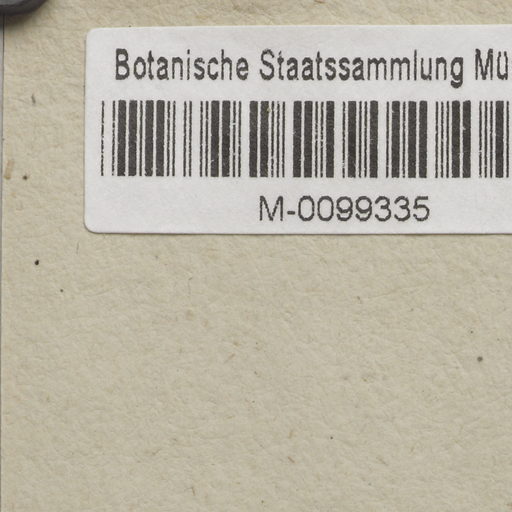 Botanische Staatssammlung Mü
M-0099335